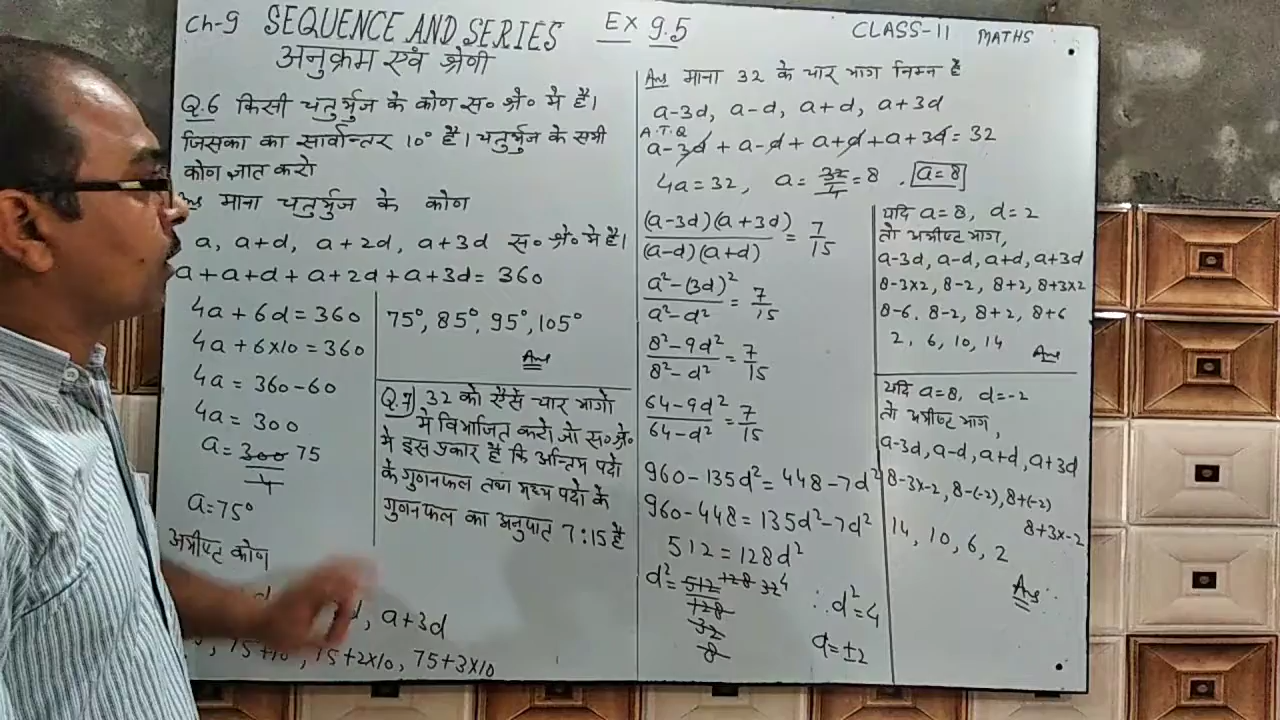 Ch-9 SEQUENCE AND SERIES EX 9.5 CLASS-11 MATHS
अनुक्रम एवं श्रेणी
Q.6 किसी चतुर्भुज के कोण स० श्रे० मे हैं।
जिसका का सार्वान्तर 10° है। चतुर्भुज के सभी
कोण ज्ञात करो
Ans माना चतुर्भुज के कोण
a, a+d, a+2d, a+3d स० श्रे० मे है।
a+a+d+a+2d+a+3d=360
4a+6d=360
4a+6×10=360
4a=360-60
4a=300
a=300/4 75
a=75°
अभीष्ट कोण
d, a+3d
, 75+10, 75+2×10, 75+3×10
75°, 85°, 95°, 105°
Ans
Q.7 32 को ऐसे चार भागो
मे विभाजित करो जो स० श्रे०
मे इस प्रकार है कि अन्तिम पदो
के गुणनफल तथा मध्य पदो के
गुणनफल का अनुपात 7:15 है
Ans माना 32 के चार भाग निम्न है
a-3d, a-d, a+d, a+3d
A.T.Q
a-3d+a-d+a+d+a+3d=32
4a=32, a=32/4=8, a=8
(a-3d)(a+3d)/(a-d)(a+d)=7/15
a²-(3d)²/a²-d²=7/15
8²-9d²/8²-d²=7/15
64-9d²/64-d²=7/15
960-135d²=448-7d²
960-448=135d²-7d²
512=128d²
d²=512/128 128 32 4
32
8
∴d²=4
d=±2
यदि a=8, d=2
तो अभीष्ट भाग,
a-3d, a-d, a+d, a+3d
8-3×2, 8-2, 8+2, 8+3×2
8-6, 8-2, 8+2, 8+6
2, 6, 10, 14
Ans
यदि a=8, d=-2
तो अभीष्ट भाग,
a-3d, a-d, a+d, a+3d
8-3×-2, 8-(-2), 8+(-2)
8+3×-2
14, 10, 6, 2
Ans